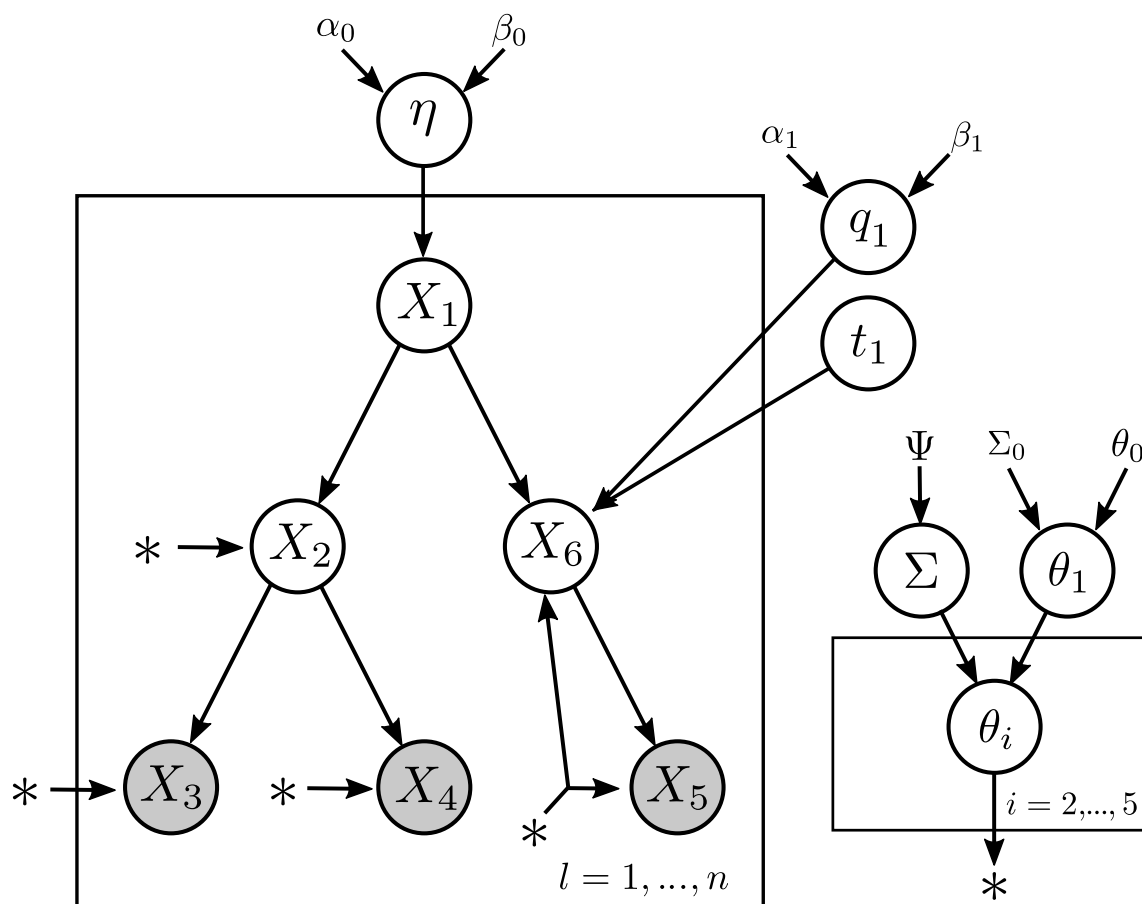 α₀ β₀
η
α₁ β₁
q₁
X₁
t₁
Ψ Σ₀ θ₀
* X₂ X₆
Σ θ₁
θᵢ
* X₃ * X₄ X₅
i = 2,...,5
*
l = 1, ..., n
*